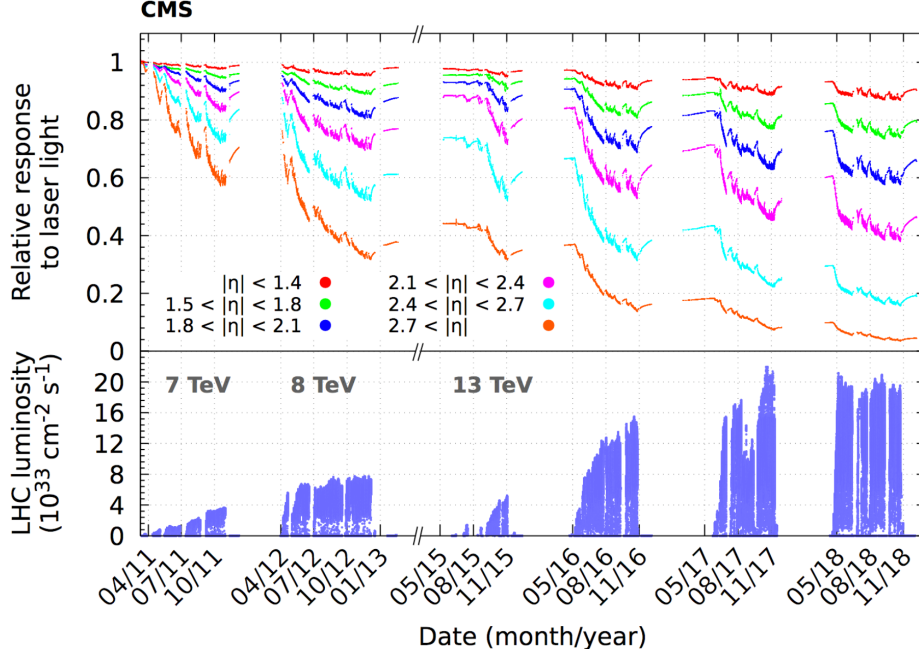 CMS
Relative response
to laser light
1
0.8
0.6
0.4
0.2
0
|η| < 1.4
1.5 < |η| < 1.8
1.8 < |η| < 2.1
2.1 < |η| < 2.4
2.4 < |η| < 2.7
2.7 < |η|
LHC luminosity
(10³³ cm⁻² s⁻¹)
20
16
12
8
4
0
7 TeV
8 TeV
13 TeV
04/11
07/11
10/11
04/12
07/12
10/12
01/13
05/15
08/15
11/15
05/16
08/16
11/16
05/17
08/17
11/17
05/18
08/18
11/18
Date (month/year)